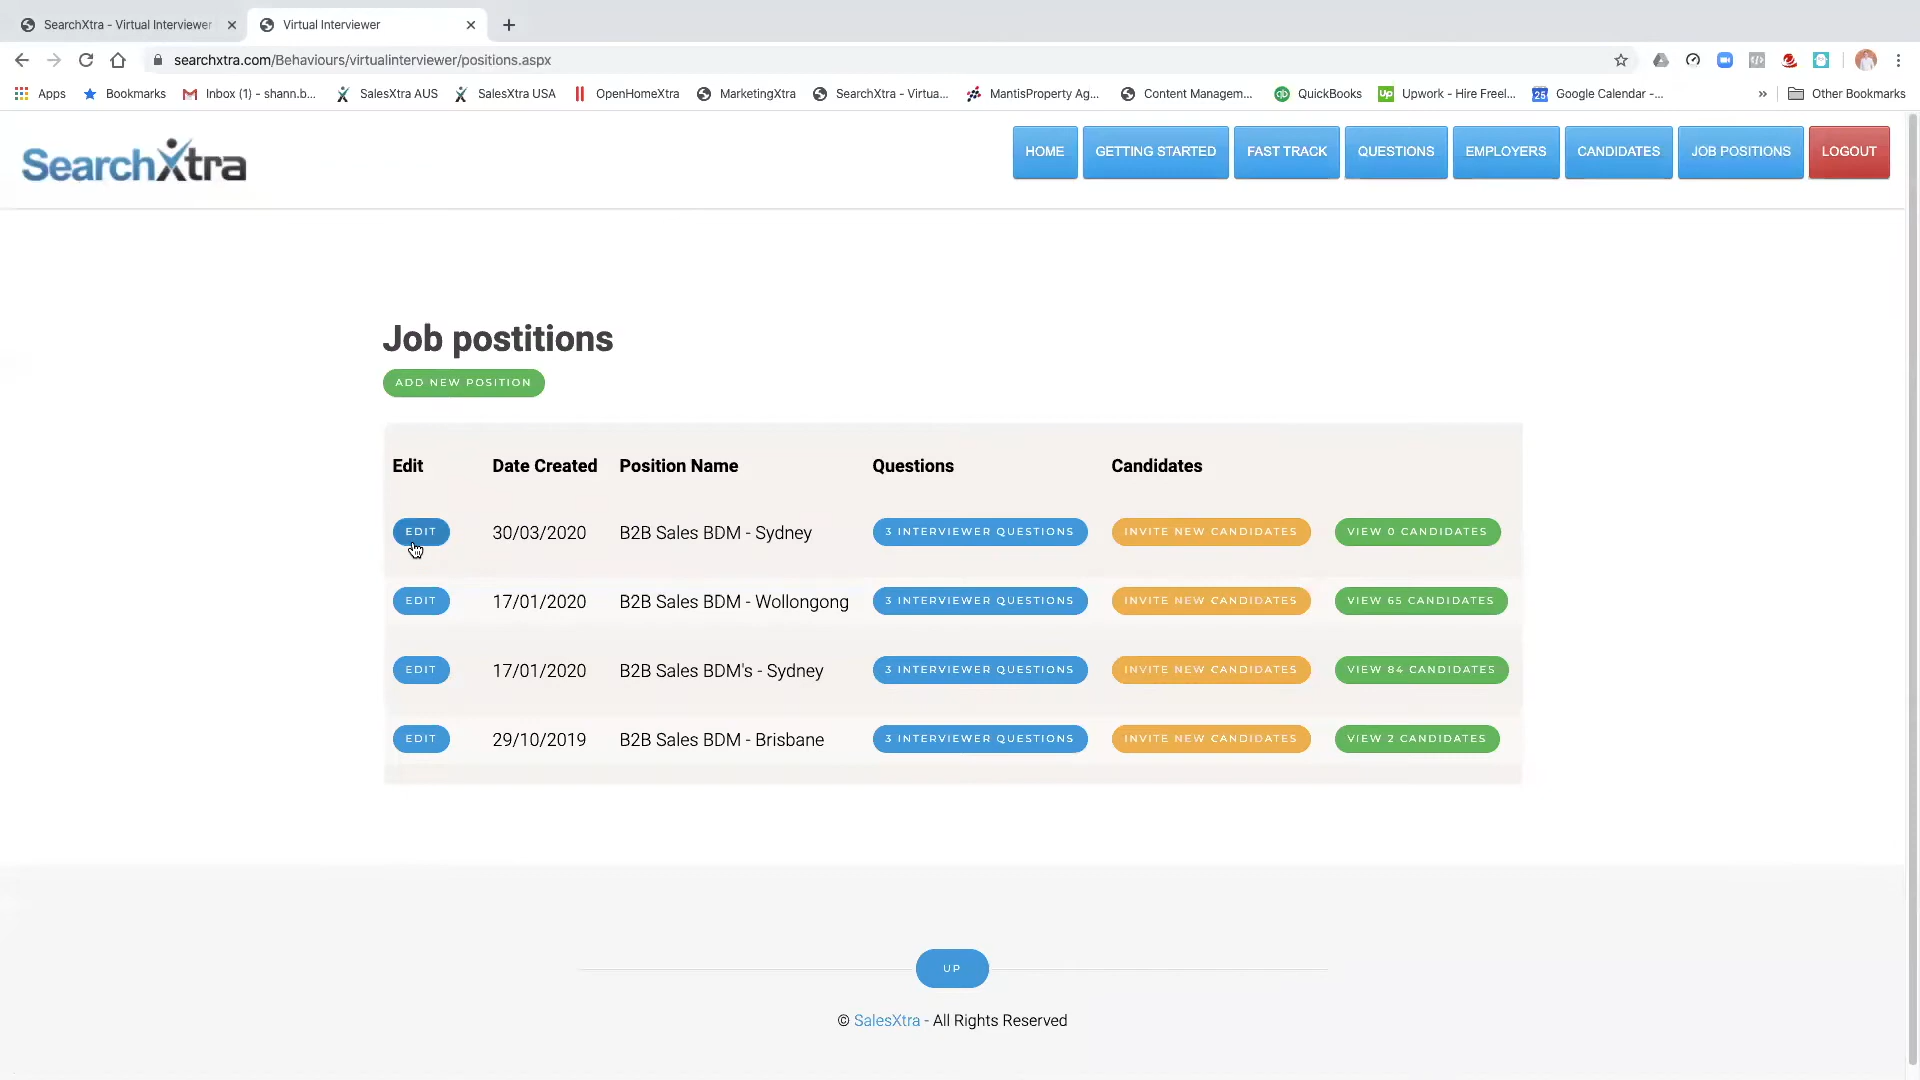 SearchXtra - Virtual Interviewer
Virtual Interviewer
searchxtra.com/Behaviours/virtualinterviewer/positions.aspx
Apps
Bookmarks
Inbox (1) - shann.b...
SalesXtra AUS
SalesXtra USA
OpenHomeXtra
MarketingXtra
SearchXtra - Virtua...
MantisProperty Ag...
Content Managem...
QuickBooks
Upwork - Hire Freel...
Google Calendar -...
»
Other Bookmarks
SearchXtra
HOME
GETTING STARTED
FAST TRACK
QUESTIONS
EMPLOYERS
CANDIDATES
JOB POSITIONS
LOGOUT
Job postitions
ADD NEW POSITION
Edit Date Created Position Name Questions Candidates
EDIT 30/03/2020 B2B Sales BDM - Sydney 3 INTERVIEWER QUESTIONS INVITE NEW CANDIDATES VIEW 0 CANDIDATES
EDIT 17/01/2020 B2B Sales BDM - Wollongong 3 INTERVIEWER QUESTIONS INVITE NEW CANDIDATES VIEW 65 CANDIDATES
EDIT 17/01/2020 B2B Sales BDM's - Sydney 3 INTERVIEWER QUESTIONS INVITE NEW CANDIDATES VIEW 84 CANDIDATES
EDIT 29/10/2019 B2B Sales BDM - Brisbane 3 INTERVIEWER QUESTIONS INVITE NEW CANDIDATES VIEW 2 CANDIDATES
UP
© SalesXtra - All Rights Reserved